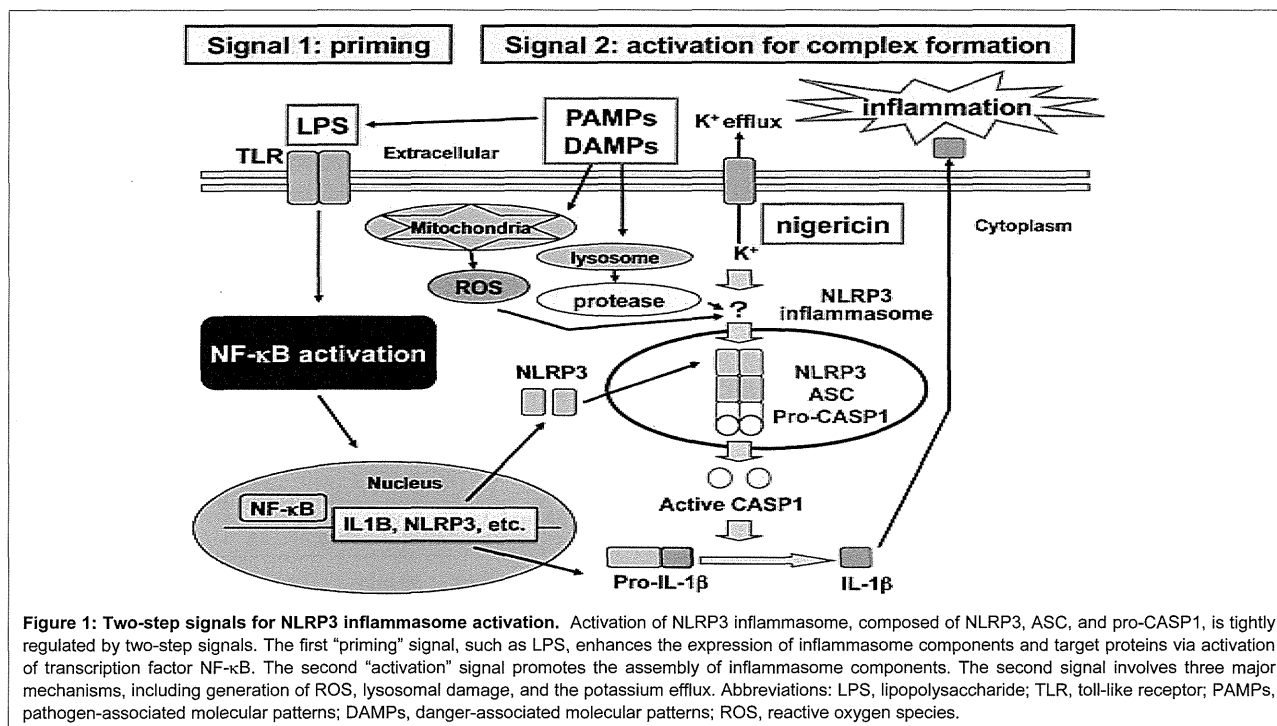 Signal 1: priming
Signal 2: activation for complex formation
inflammation
LPS
PAMPs
DAMPs
K+ efflux
TLR
Extracellular
Mitochondria
nigericin
Cytoplasm
lysosome
K+
ROS
protease
?
NLRP3
inflammasome
NF-κB activation
NLRP3
NLRP3
ASC
Pro-CASP1
Nucleus
NF-κB
IL1B, NLRP3, etc.
Active CASP1
Pro-IL-1β
IL-1β
Figure 1: Two-step signals for NLRP3 inflammasome activation. Activation of NLRP3 inflammasome, composed of NLRP3, ASC, and pro-CASP1, is tightly
regulated by two-step signals. The first “priming” signal, such as LPS, enhances the expression of inflammasome components and target proteins via activation
of transcription factor NF-κB. The second “activation” signal promotes the assembly of inflammasome components. The second signal involves three major
mechanisms, including generation of ROS, lysosomal damage, and the potassium efflux. Abbreviations: LPS, lipopolysaccharide; TLR, toll-like receptor; PAMPs,
pathogen-associated molecular patterns; DAMPs, danger-associated molecular patterns; ROS, reactive oxygen species.